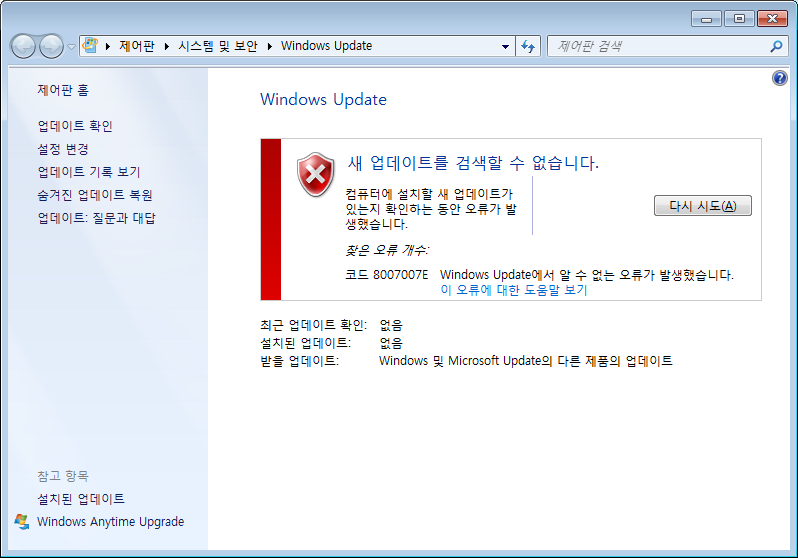 제어판 ▸ 시스템 및 보안 ▸ Windows Update
제어판 검색
제어판 홈
업데이트 확인
설정 변경
업데이트 기록 보기
숨겨진 업데이트 복원
업데이트: 질문과 대답
Windows Update
새 업데이트를 검색할 수 없습니다.
컴퓨터에 설치할 새 업데이트가
있는지 확인하는 동안 오류가 발
생했습니다.
다시 시도(A)
찾은 오류 개수:
코드 8007007E Windows Update에서 알 수 없는 오류가 발생했습니다.
이 오류에 대한 도움말 보기
최근 업데이트 확인: 없음
설치된 업데이트: 없음
받을 업데이트: Windows 및 Microsoft Update의 다른 제품의 업데이트
참고 항목
설치된 업데이트
Windows Anytime Upgrade